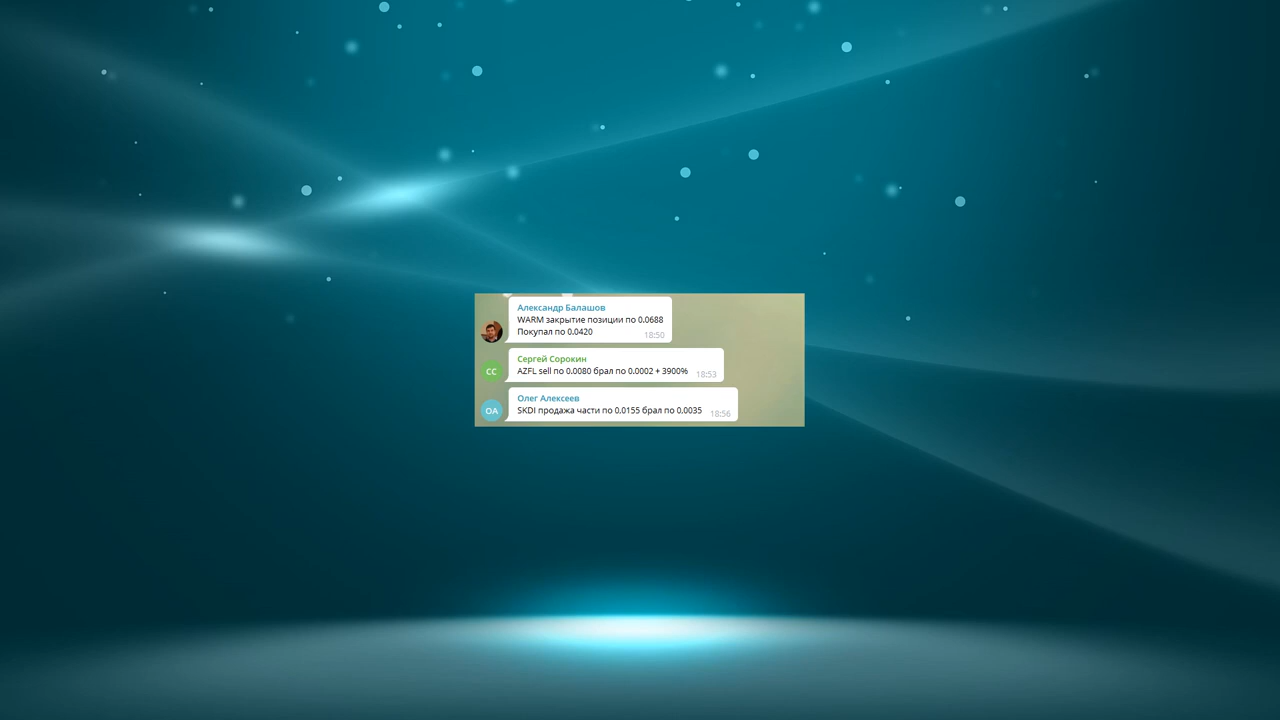 Александр Балашов
WARM закрытие позиции по 0.0688
Покупал по 0.0420
18:50
Сергей Сорокин
CC
AZFL sell по 0.0080 брал по 0.0002 + 3900%
18:53
Олег Алексеев
OA
SKDI продажа части по 0,0155 брал по 0,0035
18:56